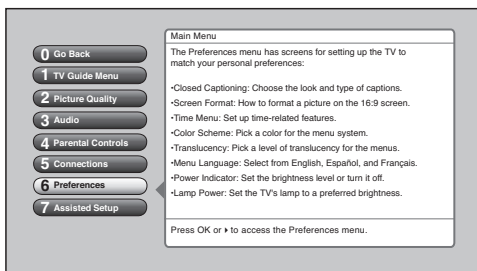 0 Go Back
1 TV Guide Menu
2 Picture Quality
3 Audio
4 Parental Controls
5 Connections
6 Preferences
7 Assisted Setup
Main Menu
The Preferences menu has screens for setting up the TV to
match your personal preferences:
•Closed Captioning: Choose the look and type of captions.
•Screen Format: How to format a picture on the 16:9 screen.
•Time Menu: Set up time-related features.
•Color Scheme: Pick a color for the menu system.
•Translucency: Pick a level of translucency for the menus.
•Menu Language: Select from English, Español, and Français.
•Power Indicator: Set the brightness level or turn it off.
•Lamp Power: Set the TV's lamp to a preferred brightness.
Press OK or ▸ to access the Preferences menu.